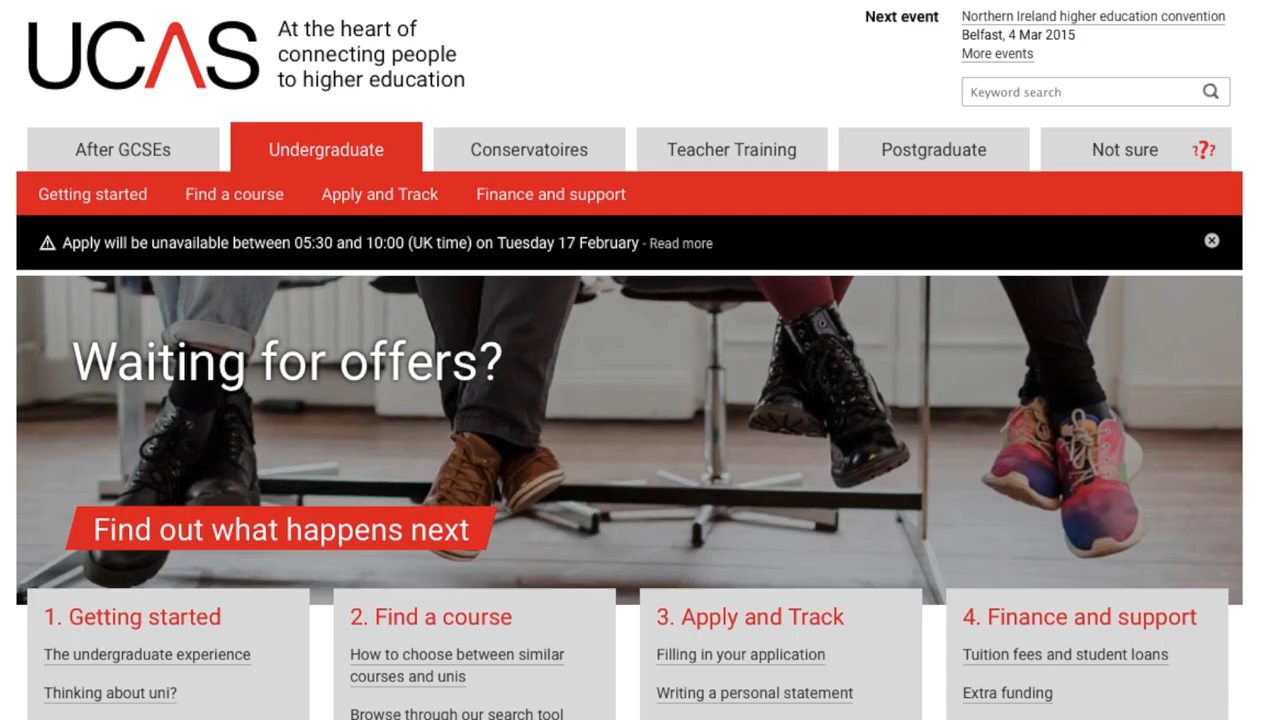 UCAS
At the heart of
connecting people
to higher education
Next event
Northern Ireland higher education convention
Belfast, 4 Mar 2015
More events
Keyword search
After GCSEs
Undergraduate
Conservatoires
Teacher Training
Postgraduate
Not sure ???
Getting started
Find a course
Apply and Track
Finance and support
Apply will be unavailable between 05:30 and 10:00 (UK time) on Tuesday 17 February - Read more
Waiting for offers?
Find out what happens next
1. Getting started
The undergraduate experience
Thinking about uni?
2. Find a course
How to choose between similar
courses and unis
Browse through our search tool
3. Apply and Track
Filling in your application
Writing a personal statement
4. Finance and support
Tuition fees and student loans
Extra funding